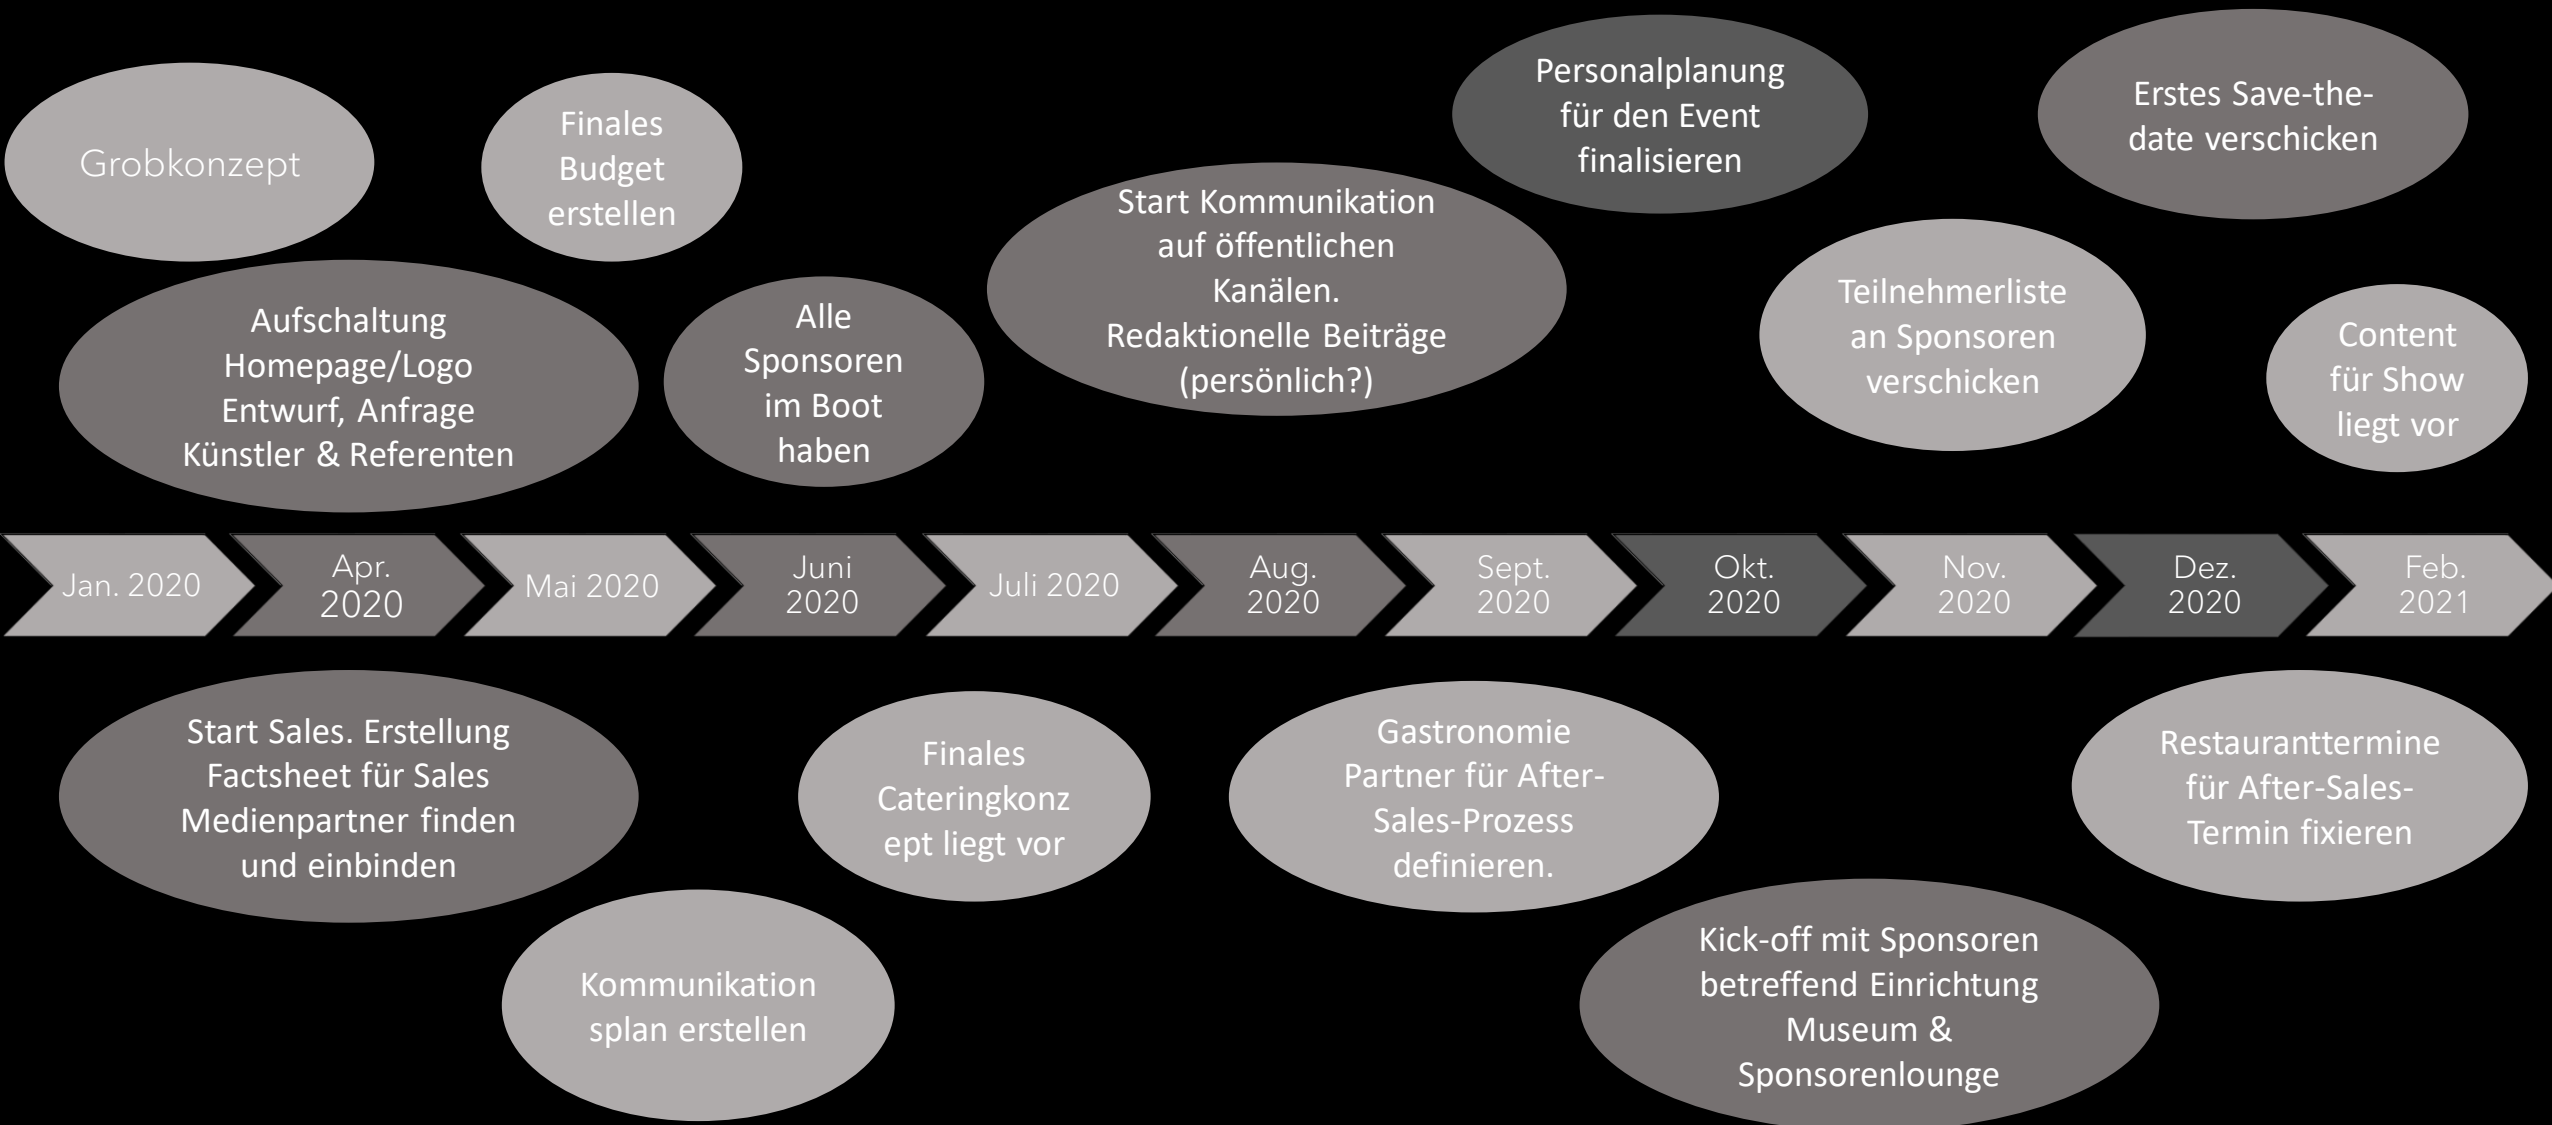 Grobkonzept
Finales
Budget
erstellen
Personalplanung
für den Event
finalisieren
Erstes Save-the-
date verschicken
Aufschaltung
Homepage/Logo
Entwurf, Anfrage
Künstler & Referenten
Alle
Sponsoren
im Boot
haben
Start Kommunikation
auf öffentlichen
Kanälen.
Redaktionelle Beiträge
(persönlich?)
Teilnehmerliste
an Sponsoren
verschicken
Content
für Show
liegt vor
Jan. 2020
Apr.
2020
Mai 2020
Juni
2020
Juli 2020
Aug.
2020
Sept.
2020
Okt.
2020
Nov.
2020
Dez.
2020
Feb.
2021
Start Sales. Erstellung
Factsheet für Sales
Medienpartner finden
und einbinden
Kommunikation
splan erstellen
Finales
Cateringkonz
ept liegt vor
Gastronomie
Partner für After-
Sales-Prozess
definieren.
Kick-off mit Sponsoren
betreffend Einrichtung
Museum &
Sponsorenlounge
Restauranttermine
für After-Sales-
Termin fixieren